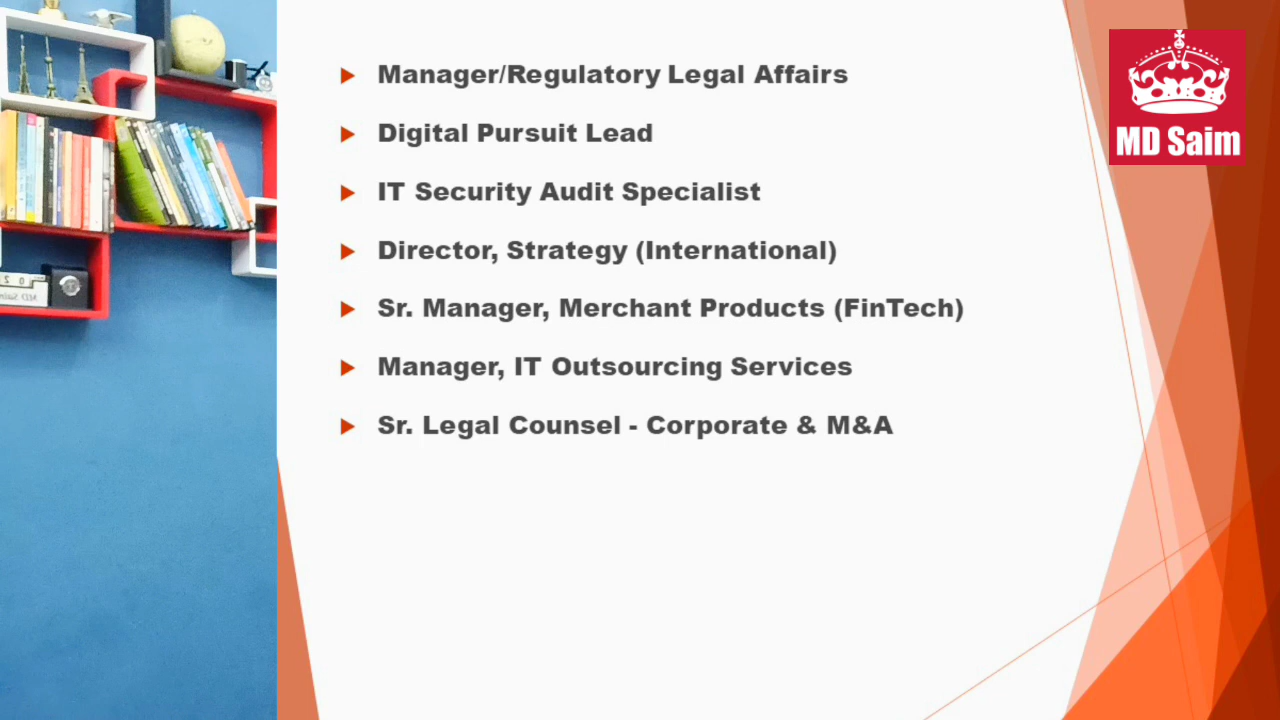 Manager/Regulatory Legal Affairs
Digital Pursuit Lead
IT Security Audit Specialist
Director, Strategy (International)
Sr. Manager, Merchant Products (FinTech)
Manager, IT Outsourcing Services
Sr. Legal Counsel - Corporate & M&A
MD Saim